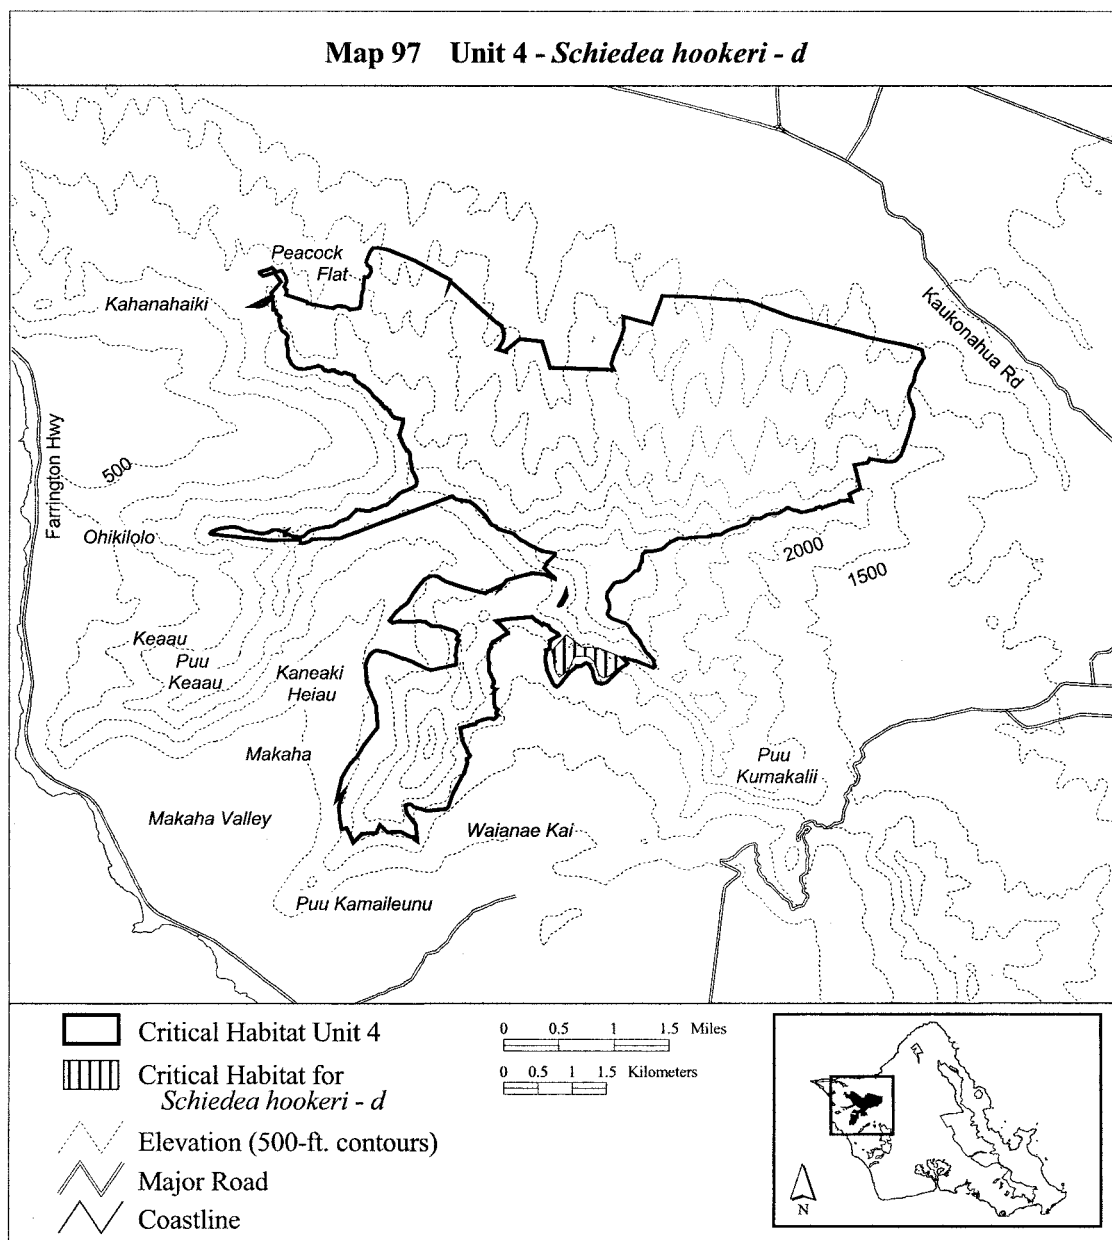 Map 97 Unit 4 - Schiedea hookeri - d
Peacock
Flat
Kahanahaiki
Kaukonahua Rd
Farrington Hwy
500
Ohikilolo
2000
1500
Keaau
Puu
Keaau
Kaneaki
Heiau
Makaha
Puu
Kumakalii
Makaha Valley
Waianae Kai
Puu Kamaileunu
Critical Habitat Unit 4
Critical Habitat for
Schiedea hookeri - d
Elevation (500-ft. contours)
Major Road
Coastline
0 0.5 1 1.5 Miles
0 0.5 1 1.5 Kilometers
N